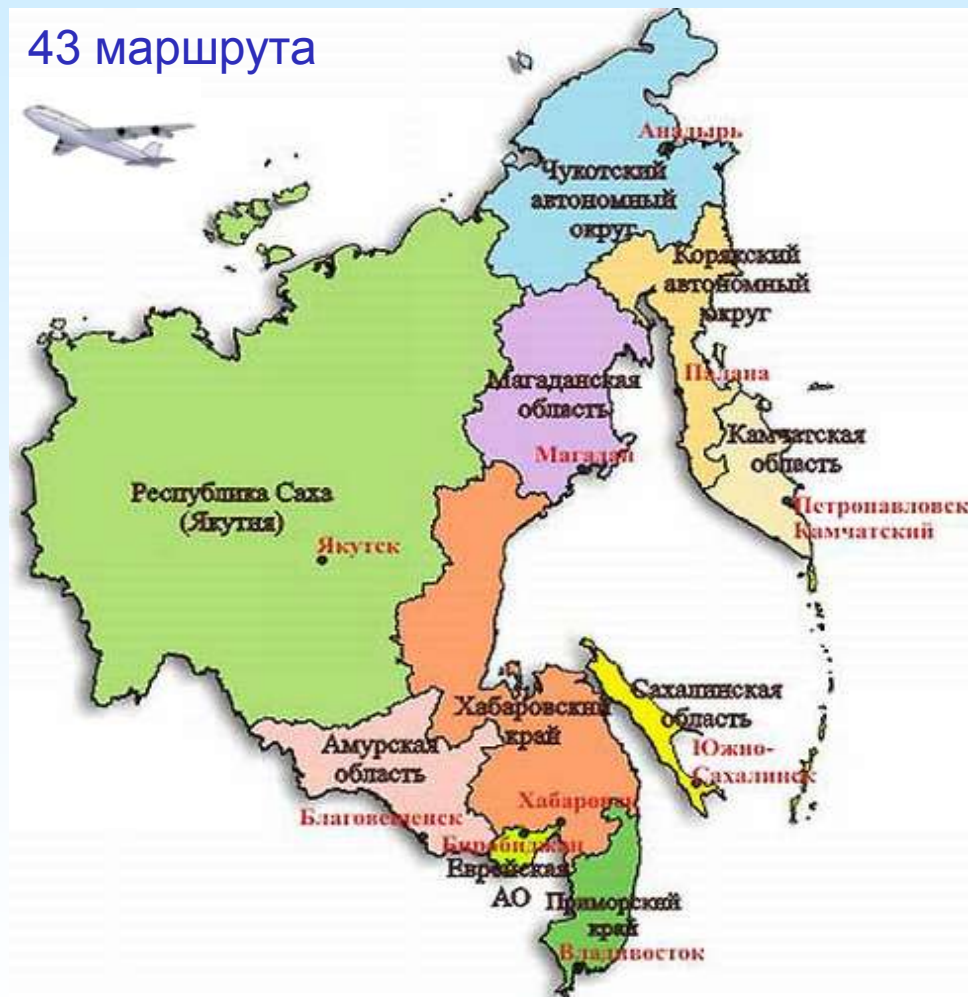 43 маршрута
Анадырь
Чукотский
автономный
округ
Корякский
автономный
округ
Палана
Магаданская
область
Камчатская
область
Магадан
Петропавловск
Камчатский
Республика Саха
(Якутия)
Якутск
Сахалинская
область
Хабаровский
край
Амурская
область
Южно-
Сахалинск
Хабаровск
Благовещенск
Биробиджан
Еврейская
АО
Приморский
край
Владивосток